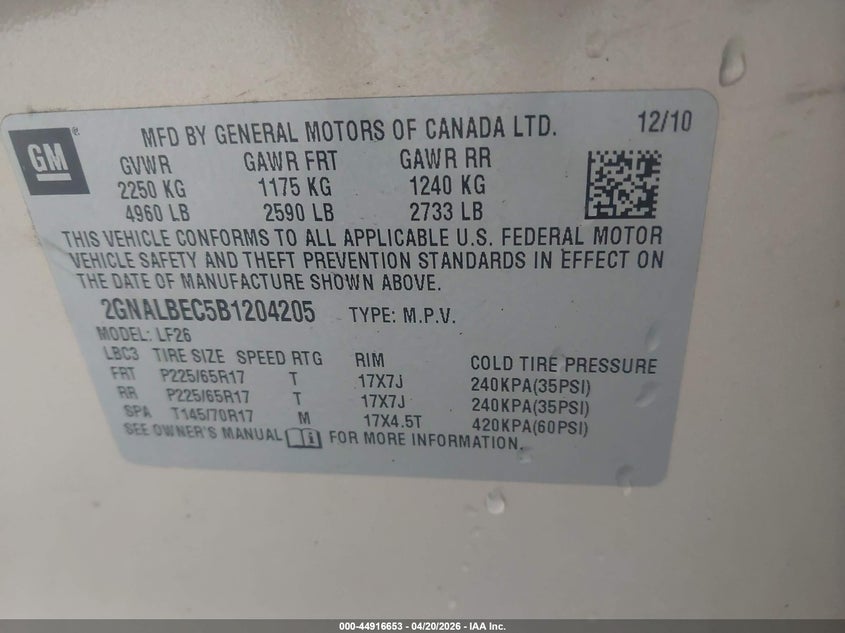 GM ®
MFD BY GENERAL MOTORS OF CANADA LTD. 12/10
GVWR GAWR FRT GAWR RR
2250 KG 1175 KG 1240 KG
4960 LB 2590 LB 2733 LB
THIS VEHICLE CONFORMS TO ALL APPLICABLE U.S. FEDERAL MOTOR
VEHICLE SAFETY AND THEFT PREVENTION STANDARDS IN EFFECT ON
THE DATE OF MANUFACTURE SHOWN ABOVE.
2GNALBEC5B1204205 TYPE: M.P.V.
MODEL: LF26
LBC3 TIRE SIZE SPEED RTG RIM COLD TIRE PRESSURE
FRT P225/65R17 T 17X7J 240KPA(35PSI)
RR P225/65R17 T 17X7J 240KPA(35PSI)
SPA T145/70R17 M 17X4.5T 420KPA(60PSI)
SEE OWNER'S MANUAL i FOR MORE INFORMATION.
000-44916653 - 04/20/2026 - IAA Inc.